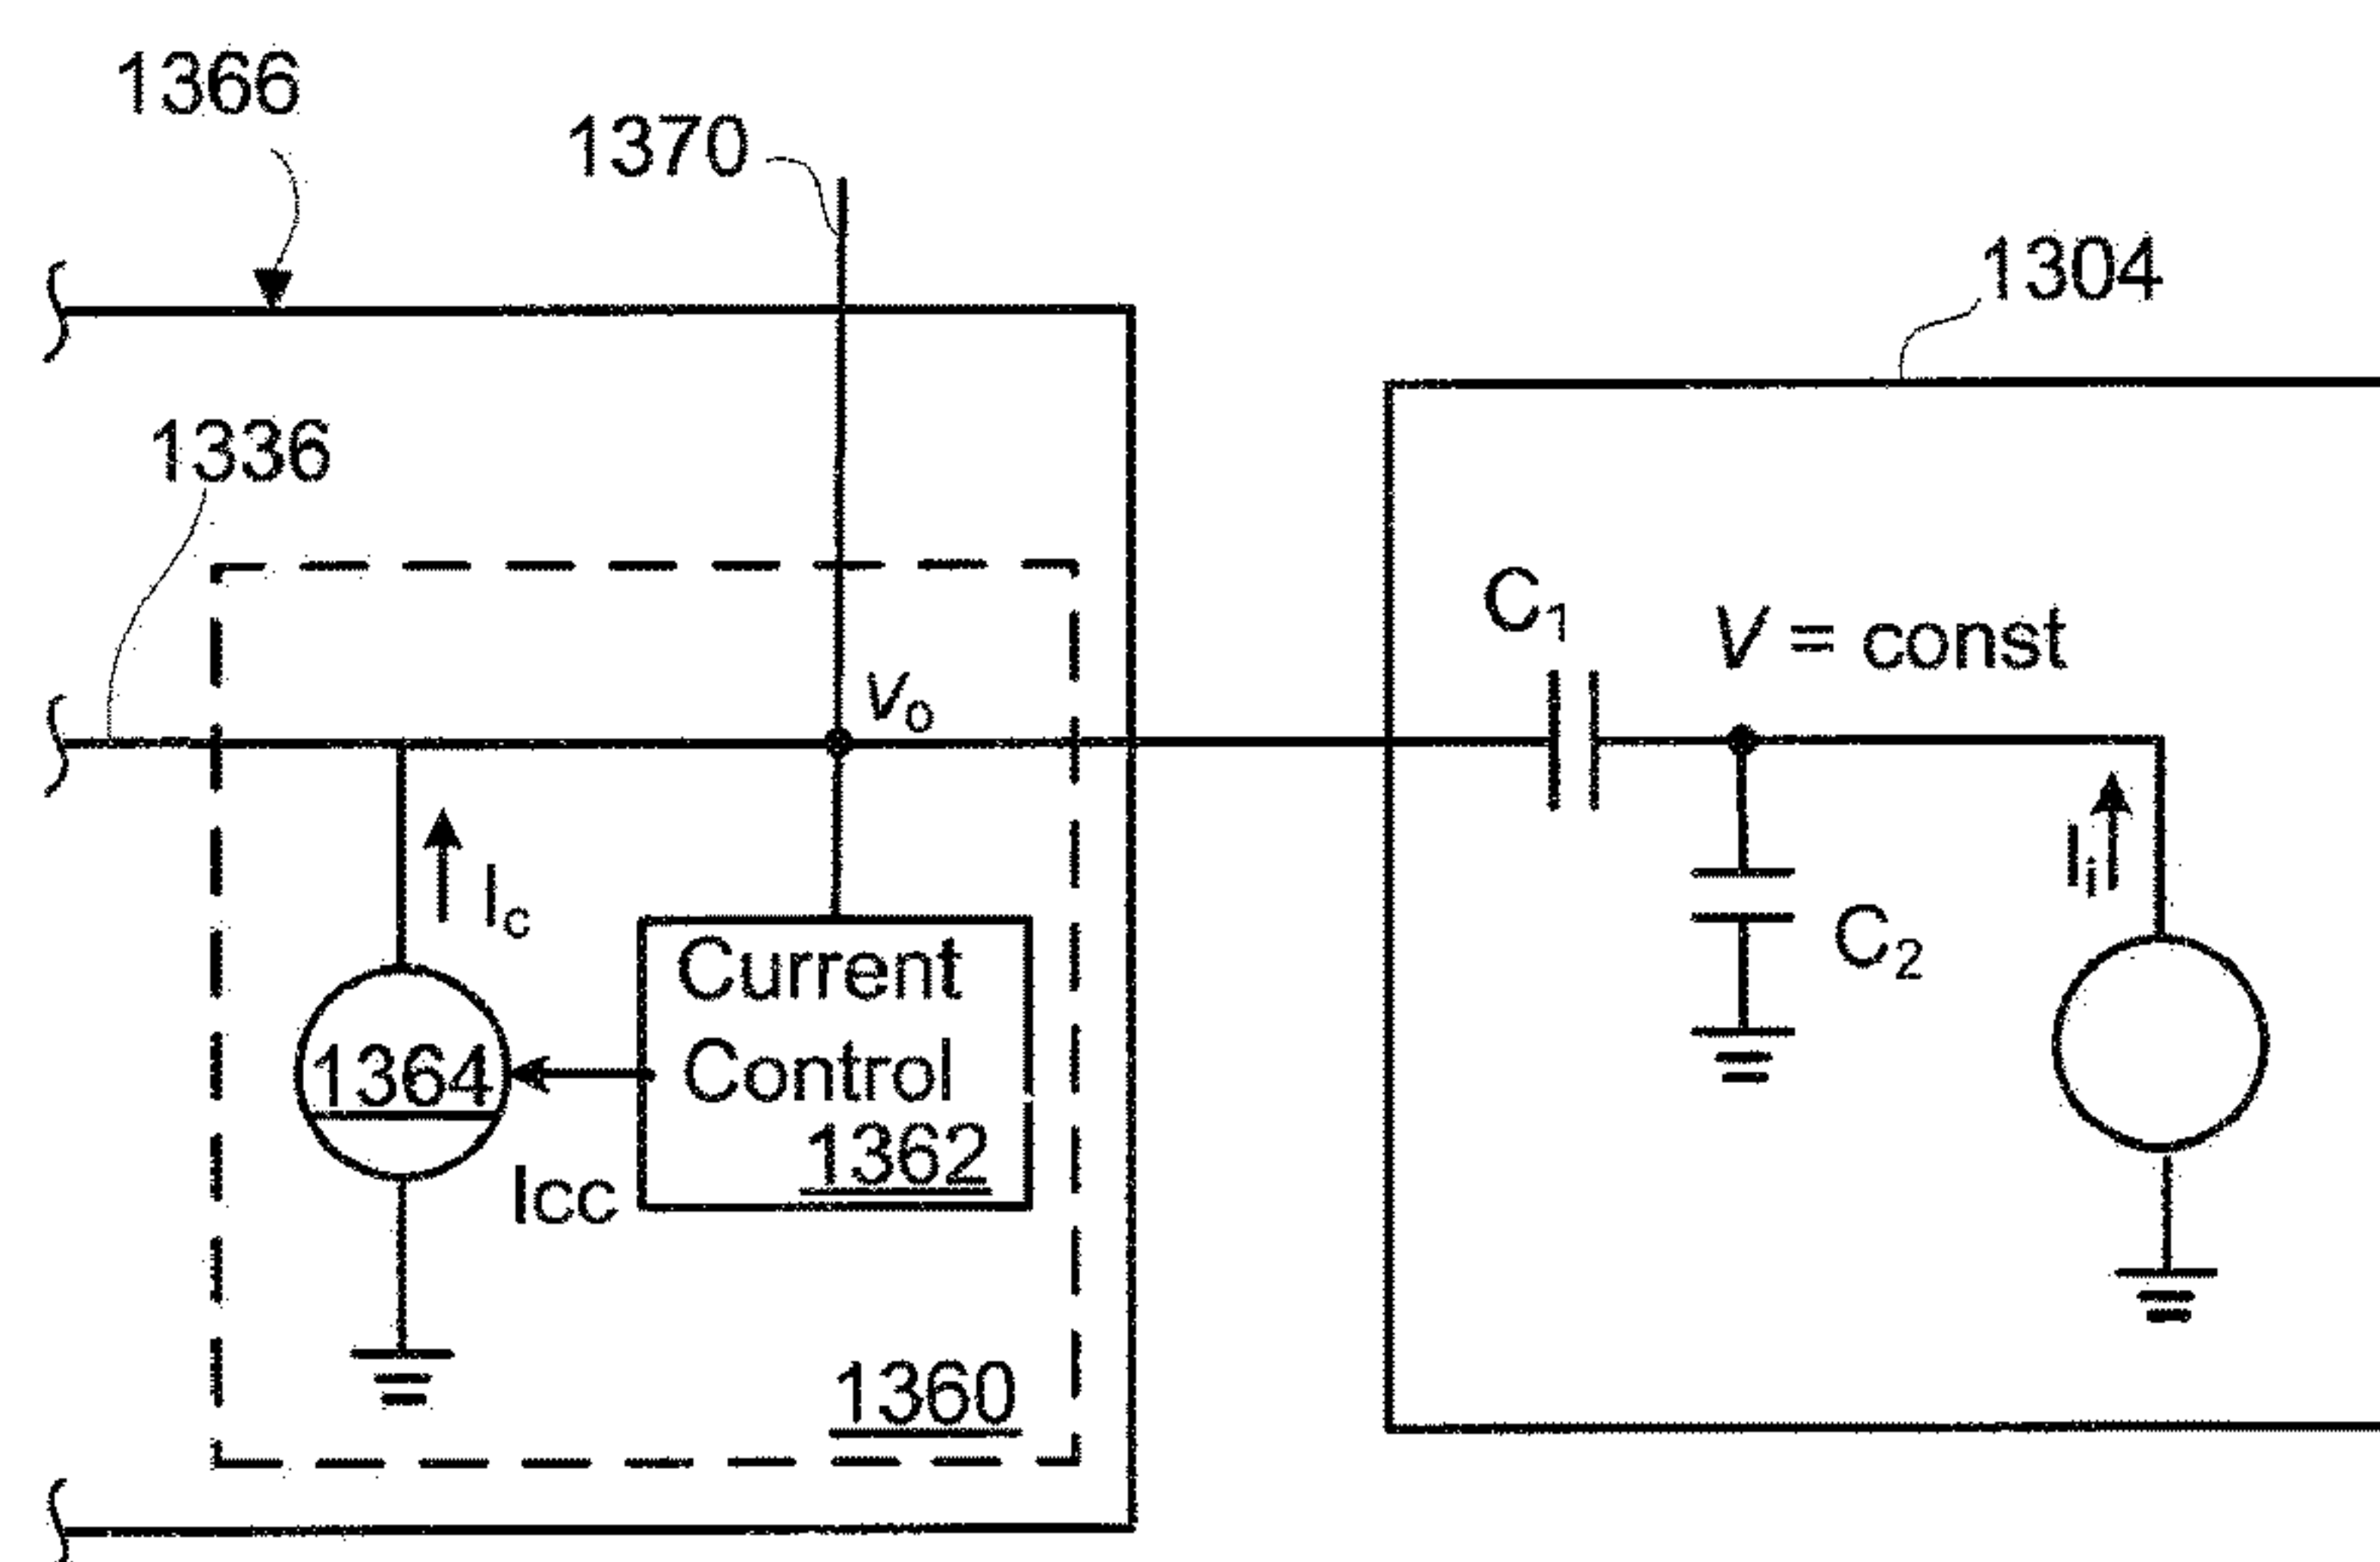 1366
1370
1304
1336
C1
V = const
Vo
Ic
Ii
C2
Current
Control
1362
1364
Icc
1360